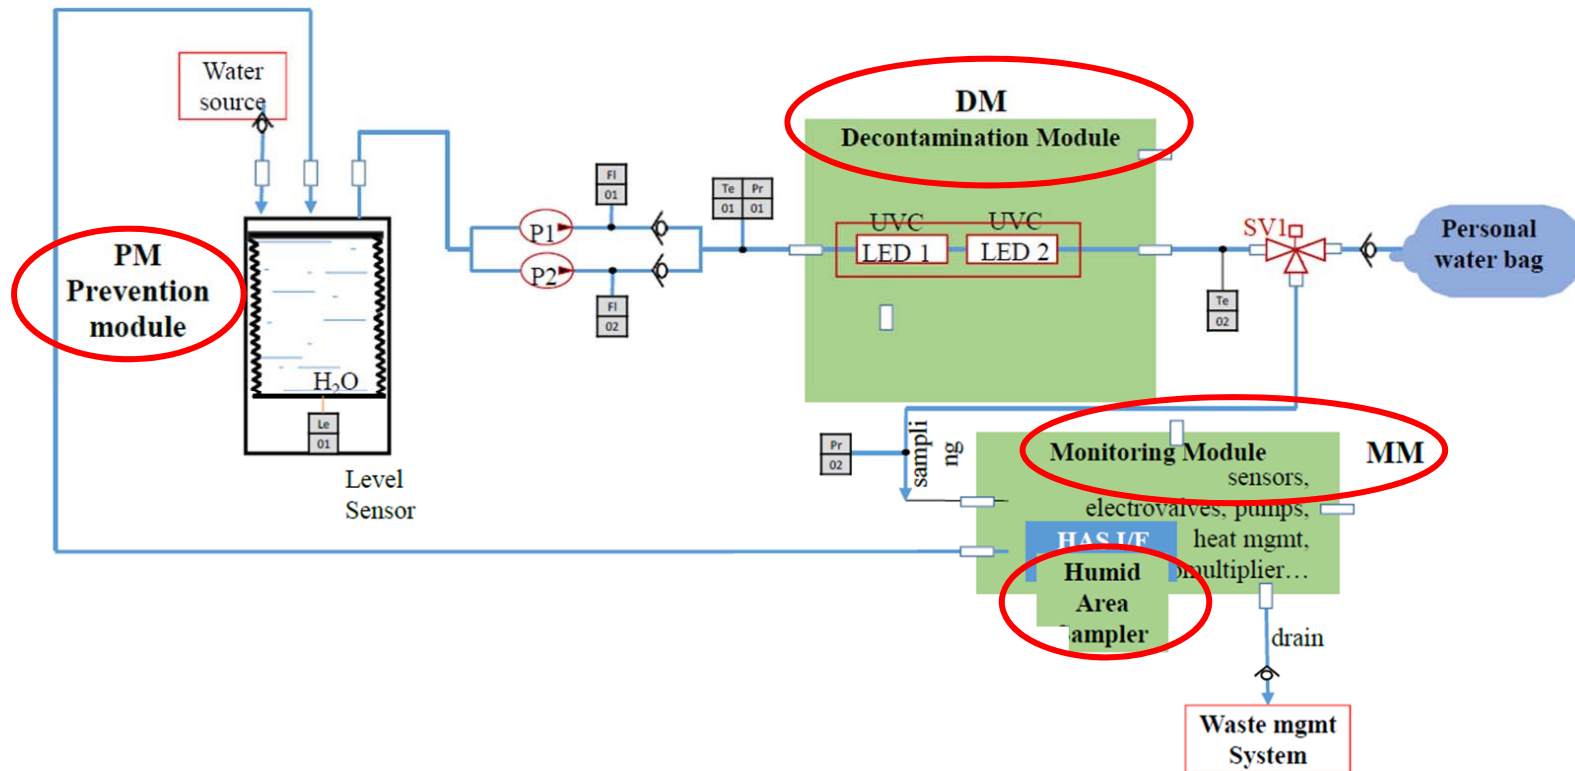 Water
source
PM
Prevention
module
H2O
Le
01
Level
Sensor
P1
P2
Fl
01
Fl
02
Te
01
Pr
01
DM
Decontamination Module
UVC
LED 1
UVC
LED 2
SV1
Te
02
Personal
water bag
Pr
02
sampli
ng
Monitoring Module
MM
sensors,
electrovalves, pumps,
heat mgmt,
omultiplier…
HAS I/F
Humid
Area
Sampler
drain
Waste mgmt
System